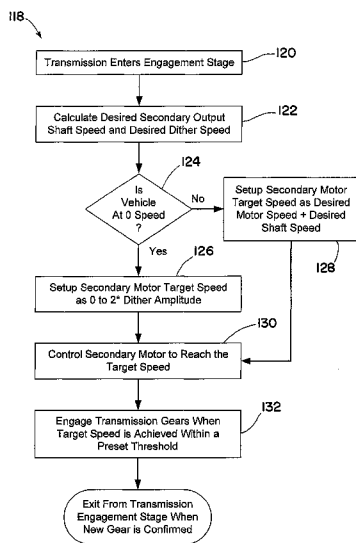 118
Transmission Enters Engagement Stage
120
Calculate Desired Secondary Output
Shaft Speed and Desired Dither Speed
122
124
Is
Vehicle
At 0 Speed
?
No
Setup Secondary Motor
Target Speed as Desired
Motor Speed + Desired
Shaft Speed
128
Yes
126
Setup Secondary Motor Target Speed
as 0 to 2* Dither Amplitude
130
Control Secondary Motor to Reach the
Target Speed
132
Engage Transmission Gears When
Target Speed is Achieved Within a
Preset Threshold
Exit From Transmission
Engagement Stage When
New Gear is Confirmed